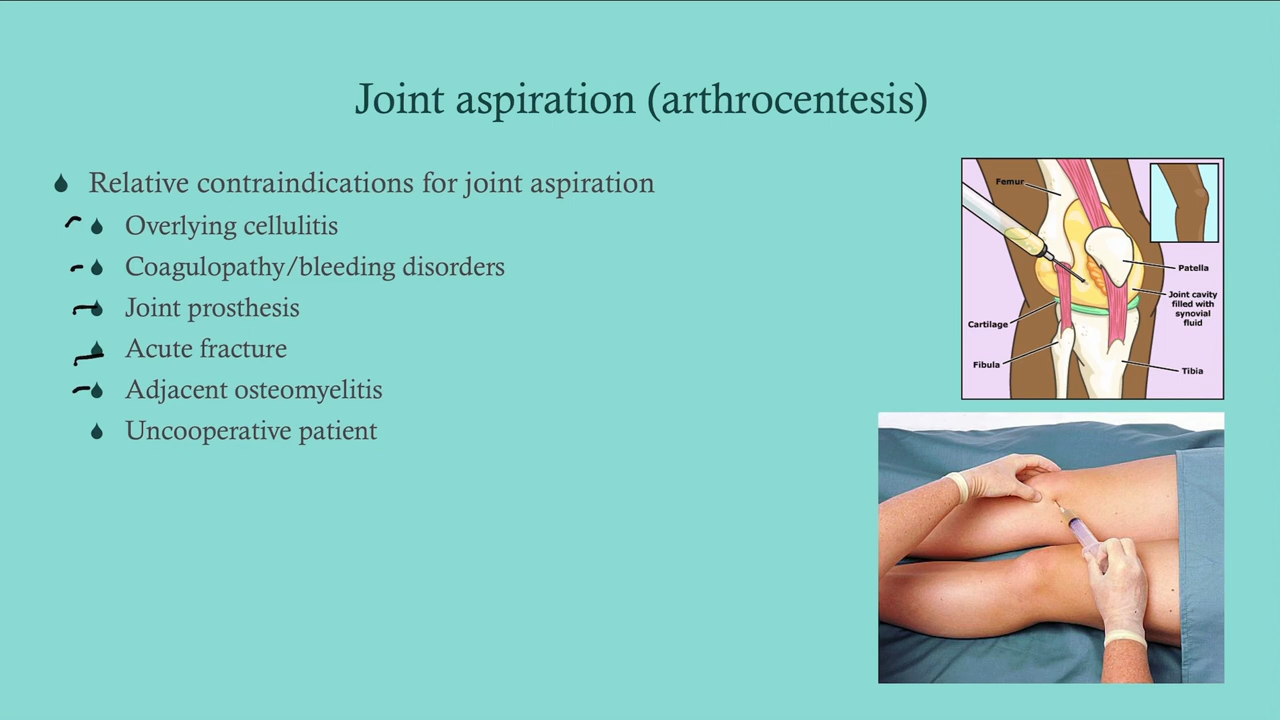 Joint aspiration (arthrocentesis)
Relative contraindications for joint aspiration
Overlying cellulitis
Coagulopathy/bleeding disorders
Joint prosthesis
Acute fracture
Adjacent osteomyelitis
Uncooperative patient
Femur
Patella
Joint cavity
filled with
synovial
fluid
Cartilage
Fibula
Tibia